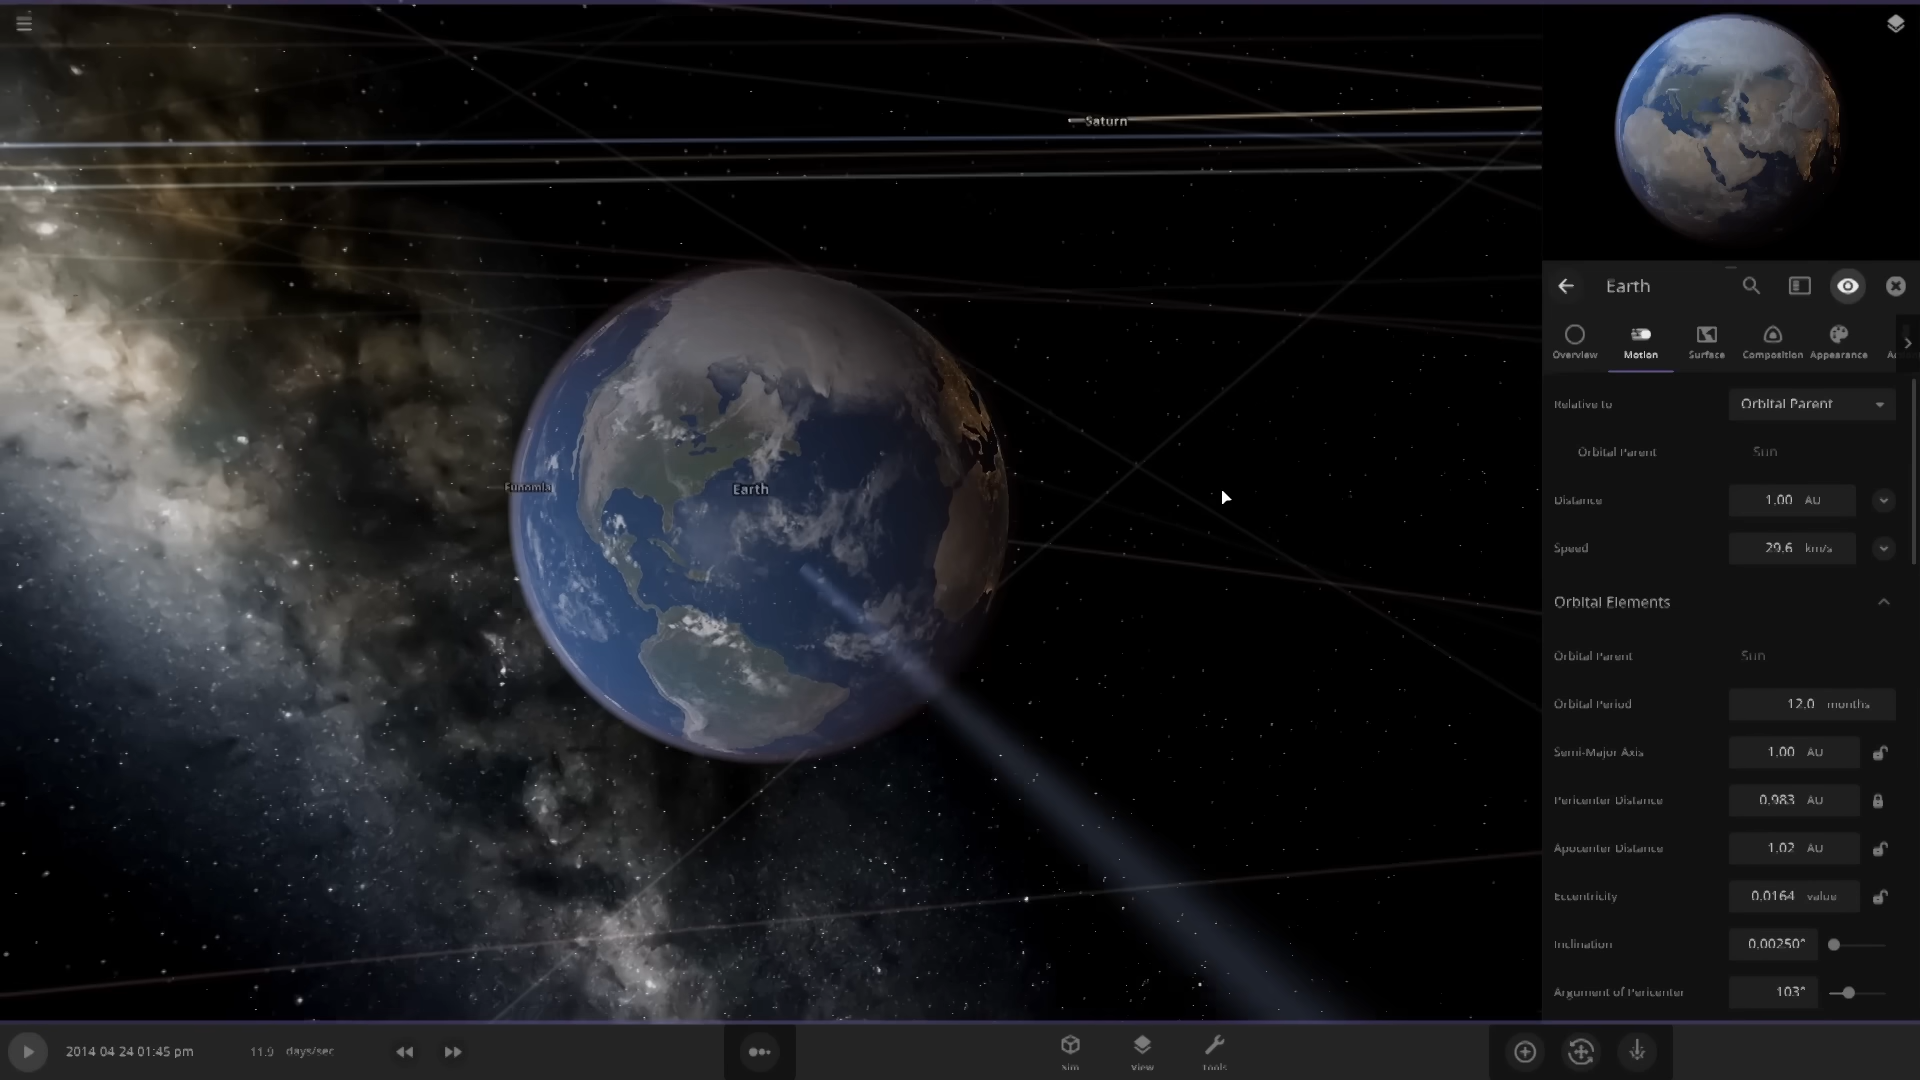 Saturn
Eunomia
Earth
Earth
Overview
Motion
Surface
Composition
Appearance
Relative to
Orbital Parent
Orbital Parent
Sun
Distance
1.00 AU
Speed
29.6 km/s
Orbital Elements
Orbital Parent
Sun
Orbital Period
12.0 months
Semi-Major Axis
1.00 AU
Pericenter Distance
0.983 AU
Apocenter Distance
1.02 AU
Eccentricity
0.0164 value
Inclination
0.00250°
Argument of Pericenter
103°
2014 04 24 01:45 pm
11.9 days/sec
Sim
View
Tools